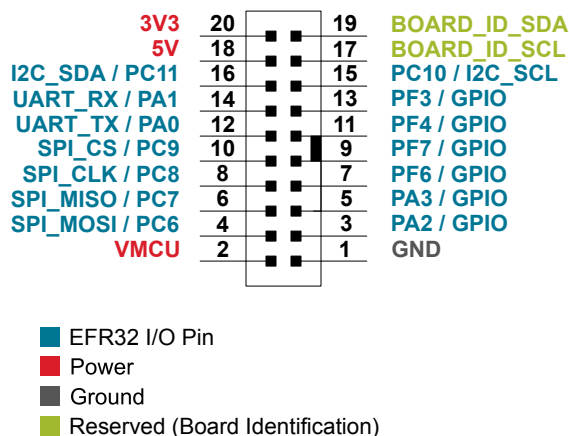 3V3 20 19 BOARD_ID_SDA
5V 18 17 BOARD_ID_SCL
I2C_SDA / PC11 16 15 PC10 / I2C_SCL
UART_RX / PA1 14 13 PF3 / GPIO
UART_TX / PA0 12 11 PF4 / GPIO
SPI_CS / PC9 10 9 PF7 / GPIO
SPI_CLK / PC8 8 7 PF6 / GPIO
SPI_MISO / PC7 6 5 PA3 / GPIO
SPI_MOSI / PC6 4 3 PA2 / GPIO
VMCU 2 1 GND
EFR32 I/O Pin
Power
Ground
Reserved (Board Identification)